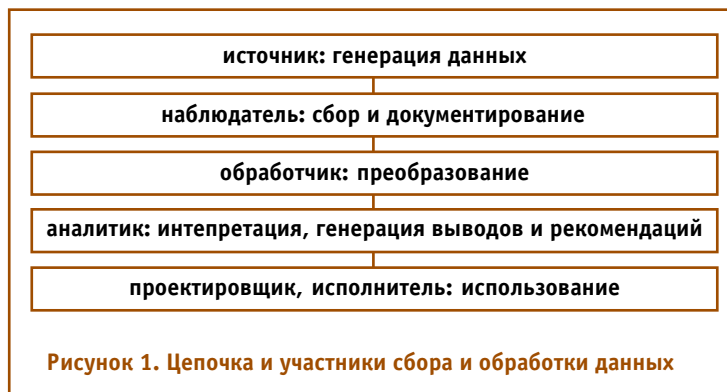 источник: генерация данных
наблюдатель: сбор и документирование
обработчик: преобразование
аналитик: интепретация, генерация выводов и рекомендаций
проектировщик, исполнитель: использование
Рисунок 1. Цепочка и участники сбора и обработки данных